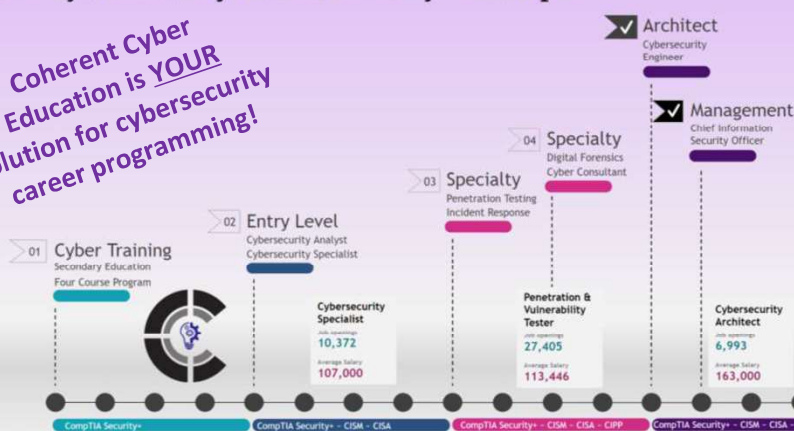 Coherent Cyber
Education is YOUR
lution for cybersecurity
career programming!
01
Cyber Training
Secondary Education
Four Course Program
02
Entry Level
Cybersecurity Analyst
Cybersecurity Specialist
03
Specialty
Penetration Testing
Incident Response
04
Specialty
Digital Forensics
Cyber Consultant
Architect
Cybersecurity
Engineer
Management
Chief Information
Security Officer
Cybersecurity
Specialist
Job openings
10,372
Average Salary
107,000
Penetration &
Vulnerability
Tester
Job openings
27,405
Average Salary
113,446
Cybersecurity
Architect
Job openings
6,993
Average Salary
163,000
CompTIA Security+
CompTIA Security+ - CISM - CISA
CompTIA Security+ - CISM - CISA - CIPP
CompTIA Security+ - CISM - CISA -